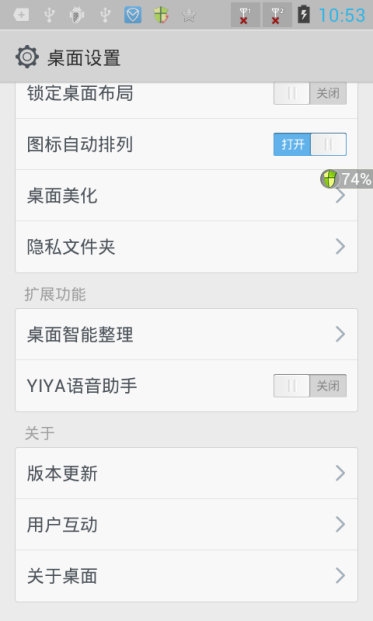 10:53
桌面设置
锁定桌面布局
关闭
图标自动排列
打开
74%
桌面美化
隐私文件夹
扩展功能
桌面智能整理
YIYA语音助手
关闭
关于
版本更新
用户互动
关于桌面